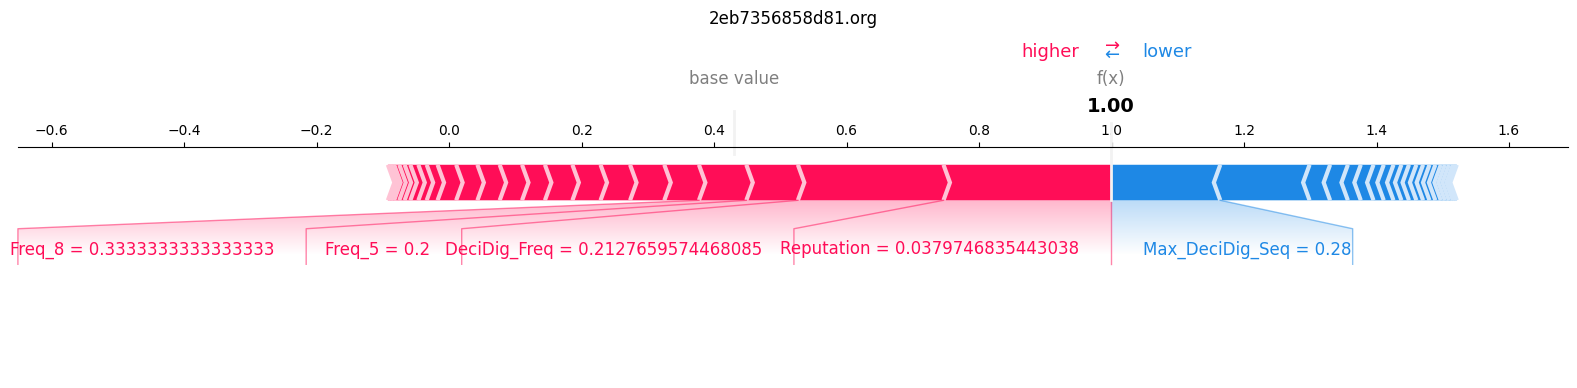 2eb7356858d81.org
higher → ← lower
base value f(x)
1.00
−0.6 −0.4 −0.2 0.0 0.2 0.4 0.6 0.8 1.0 1.2 1.4 1.6
Freq_8 = 0.3333333333333333 Freq_5 = 0.2 DeciDig_Freq = 0.2127659574468085 Reputation = 0.0379746835443038 Max_DeciDig_Seq = 0.28